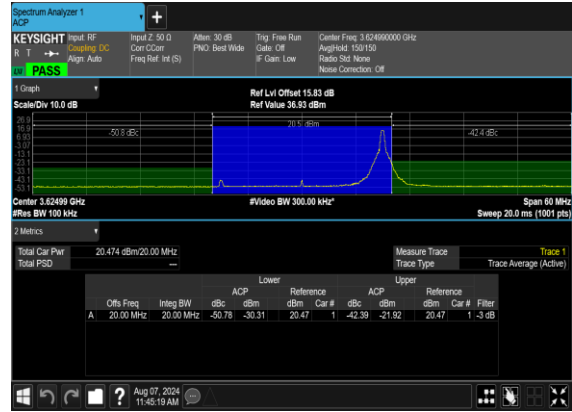 Spectrum Analyzer 1
ACP
+
KEYSIGHT
R T
PASS
Input: RF
Coupling: DC
Align: Auto
Input Z: 50 Ω
Corr CCorr
Freq Ref: Int (S)
Atten: 30 dB
PNO: Best Wide
Trig: Free Run
Gate: Off
IF Gain: Low
Center Freq: 3.624990000 GHz
Avg|Hold: 150/150
Radio Std: None
Noise Correction: Off
1 Graph
Scale/Div 10.0 dB
Ref Lvl Offset 15.83 dB
Ref Value 36.93 dBm
26.9
16.9
6.93
-3.07
-13.1
-23.1
-33.1
-43.1
-53.1
-50.8 dBc
20.5 dBm
-42.4 dBc
Center 3.62499 GHz
#Video BW 300.00 kHz*
Span 60 MHz
#Res BW 100 kHz
Sweep 20.0 ms (1001 pts)
2 Metrics
Total Car Pwr 20.474 dBm/20.00 MHz
Total PSD ---
Measure Trace Trace 1
Trace Type Trace Average (Active)
Lower Upper
ACP Reference ACP Reference
Offs Freq Integ BW dBc dBm dBm Car # dBc dBm dBm Car # Filter
A 20.00 MHz 20.00 MHz -50.78 -30.31 20.47 1 -42.39 -21.92 20.47 1 -3 dB
?
Aug 07, 2024
11:45:19 AM